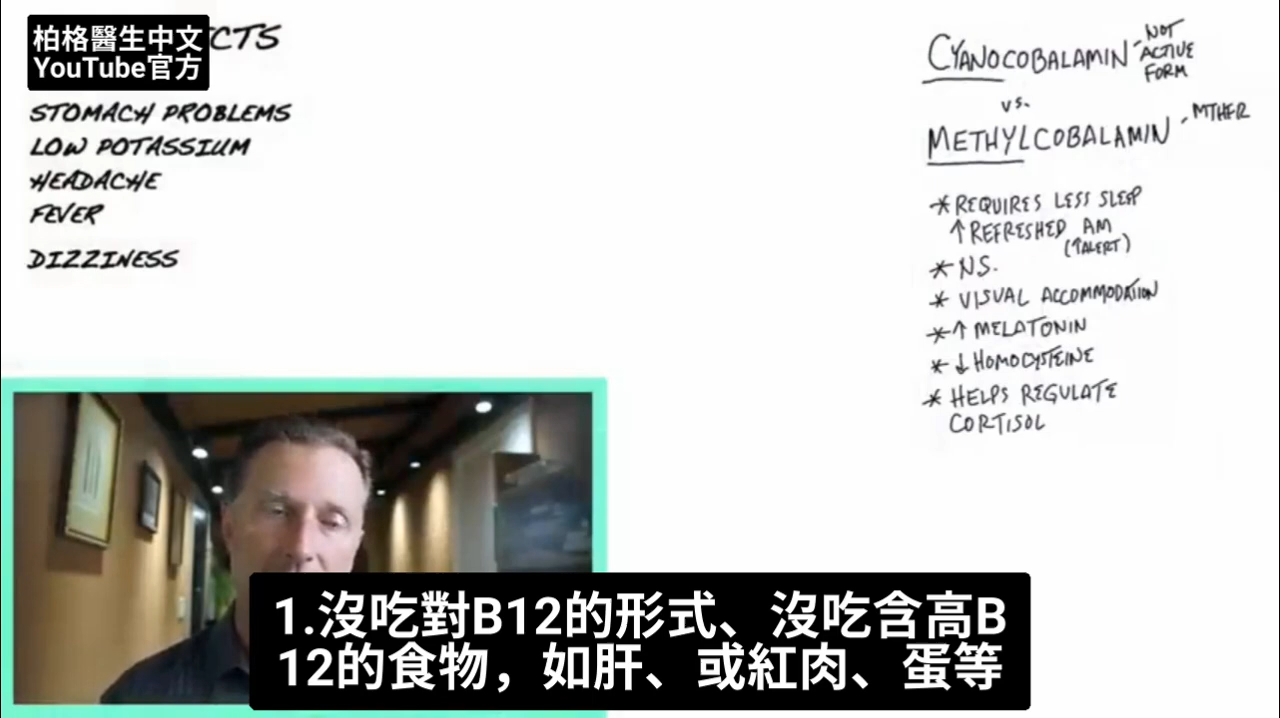 柏格醫生中文
YouTube官方
CTS
STOMACH PROBLEMS
LOW POTASSIUM
HEADACHE
FEVER
DIZZINESS
CYANOCOBALAMIN - NOT ACTIVE FORM
vs.
METHYLCOBALAMIN - MTHFR
* REQUIRES LESS SLEEP
↑ REFRESHED AM
(↑ALERT)
* NS.
* VISUAL ACCOMMODATION
* ↑ MELATONIN
* ↓ HOMOCYSTEINE
* HELPS REGULATE
CORTISOL
1.沒吃對B12的形式、沒吃含高B
12的食物，如肝、或紅肉、蛋等